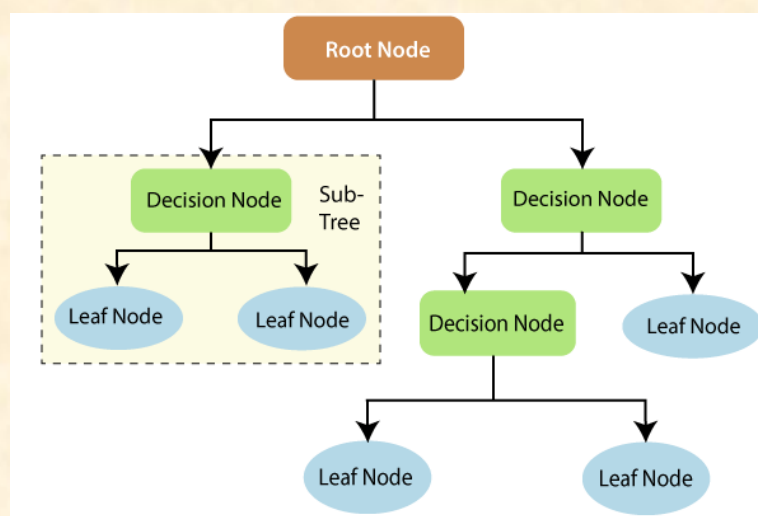 Root Node
Decision Node
Sub-
Tree
Decision Node
Leaf Node
Leaf Node
Decision Node
Leaf Node
Leaf Node
Leaf Node